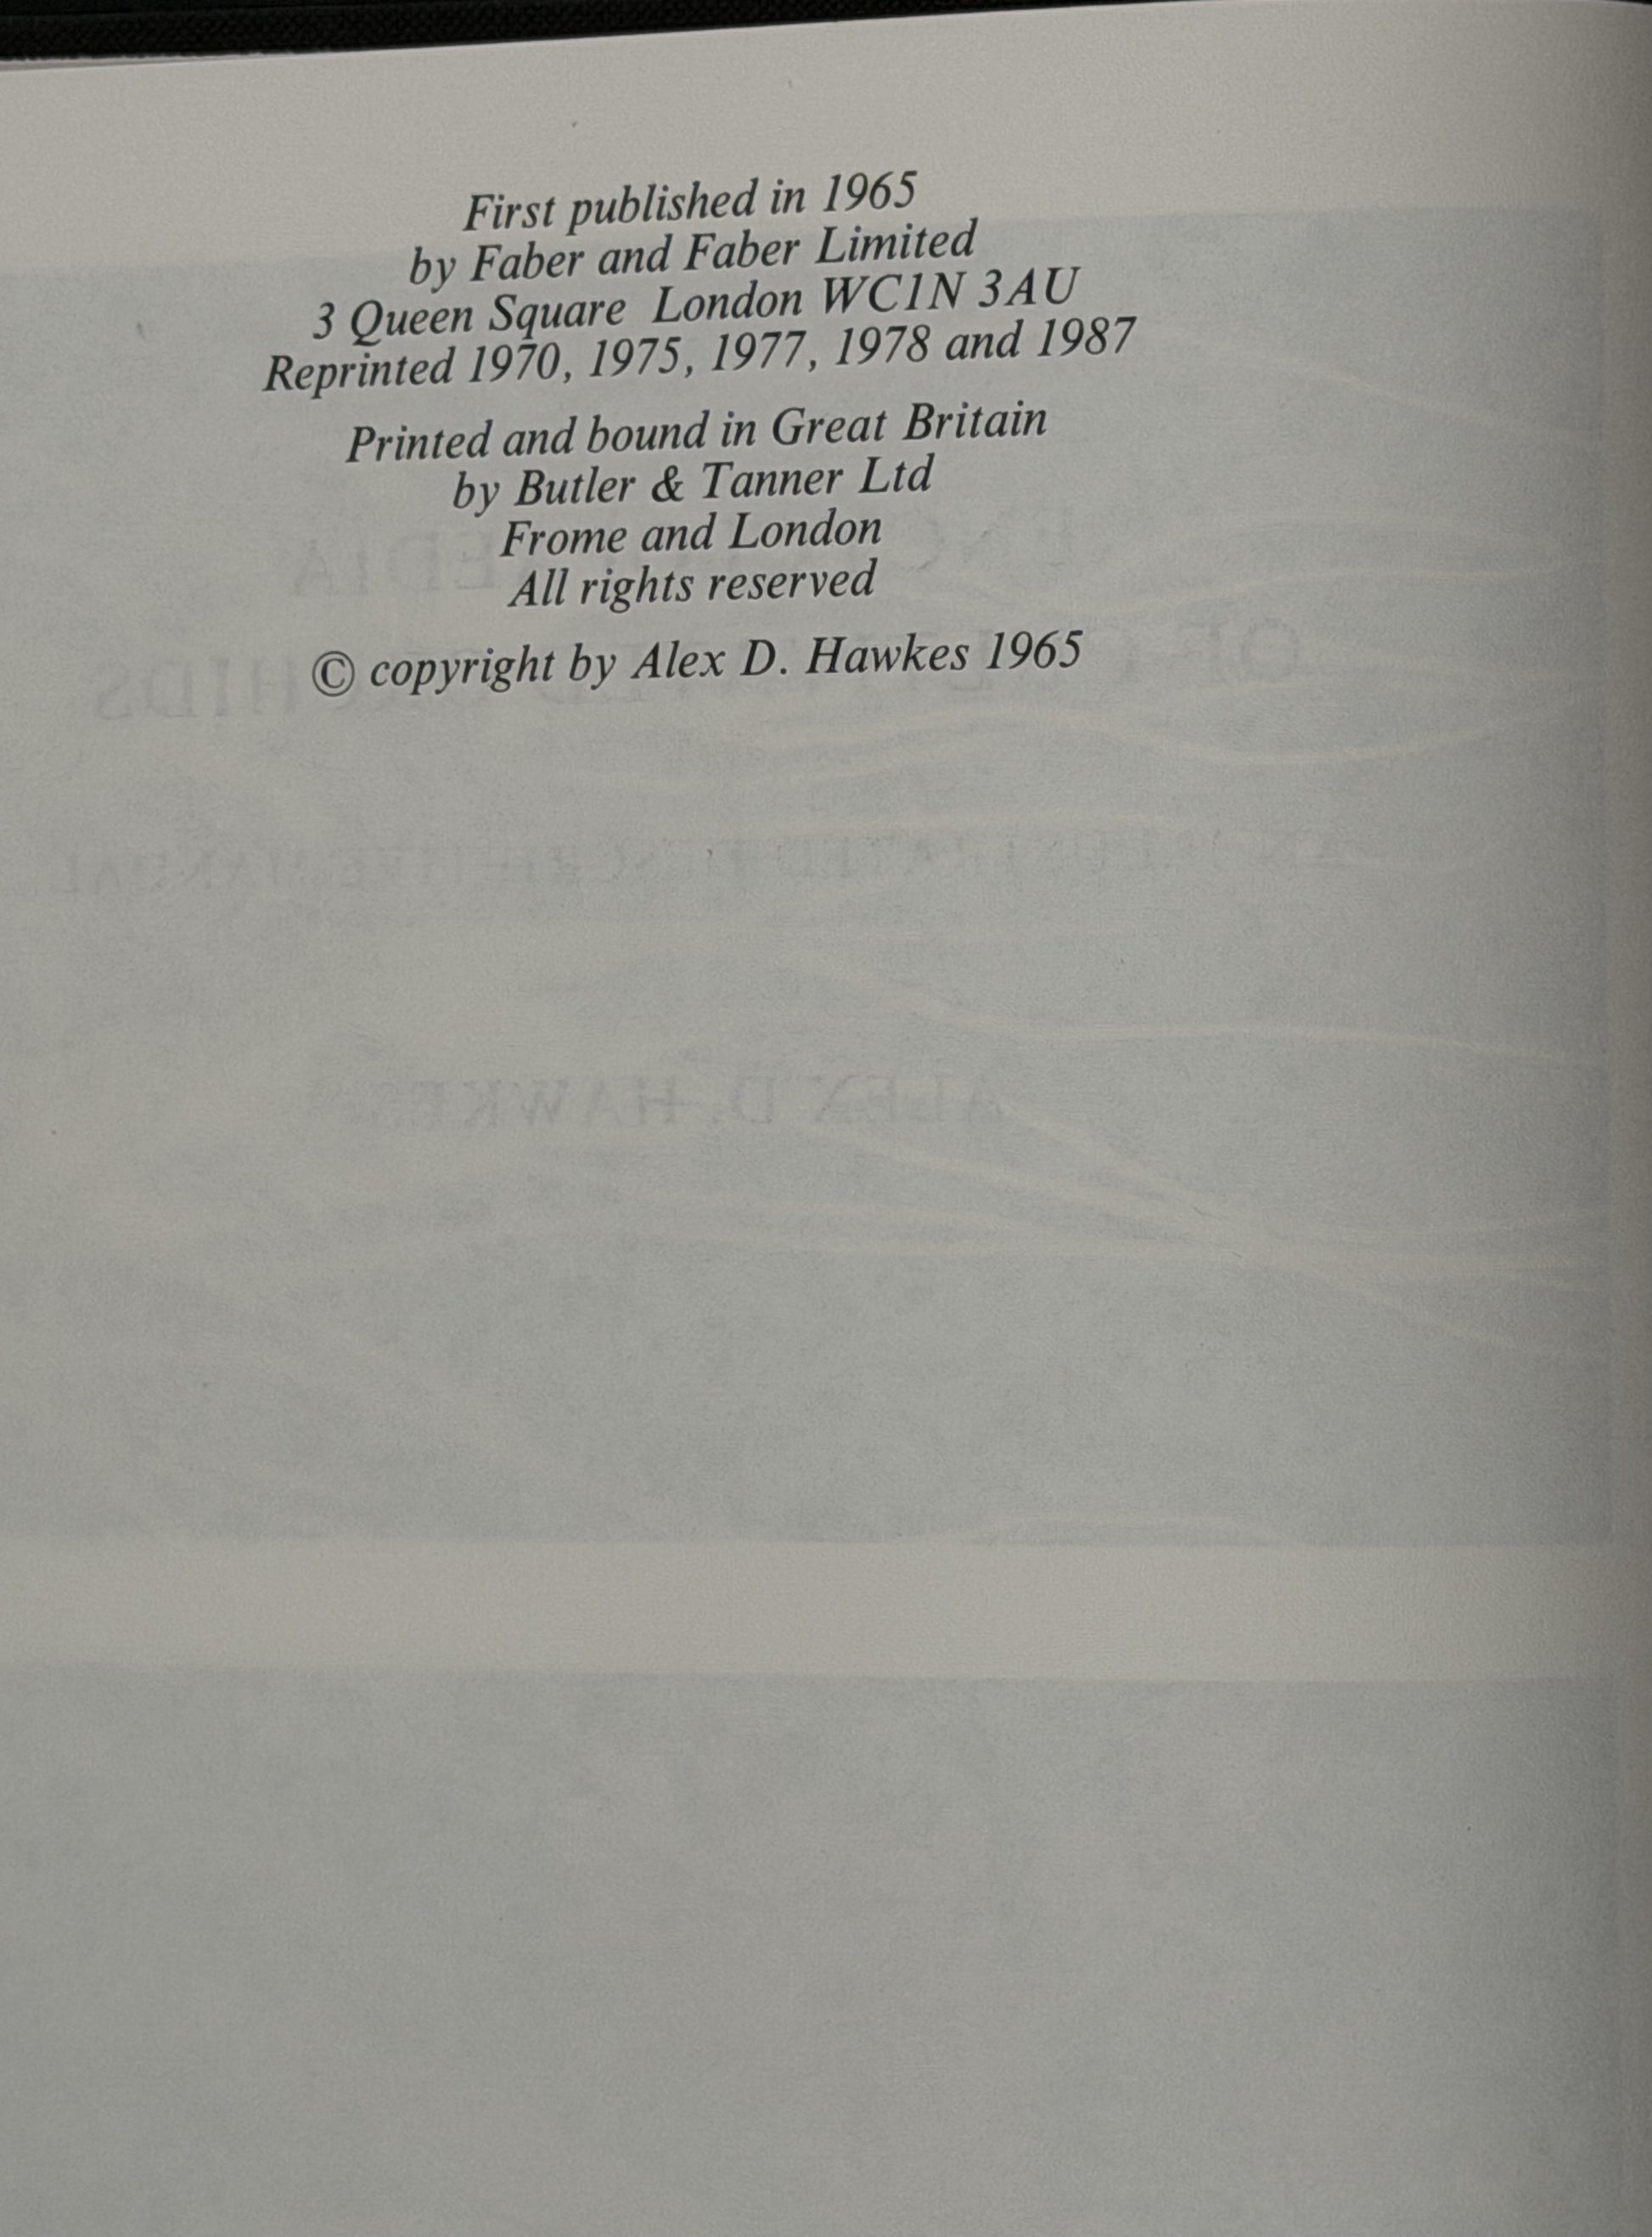 First published in 1965
by Faber and Faber Limited
3 Queen Square London WC1N 3AU
Reprinted 1970, 1975, 1977, 1978 and 1987
Printed and bound in Great Britain
by Butler & Tanner Ltd
Frome and London
All rights reserved
© copyright by Alex D. Hawkes 1965
ALEX D. HAWKES